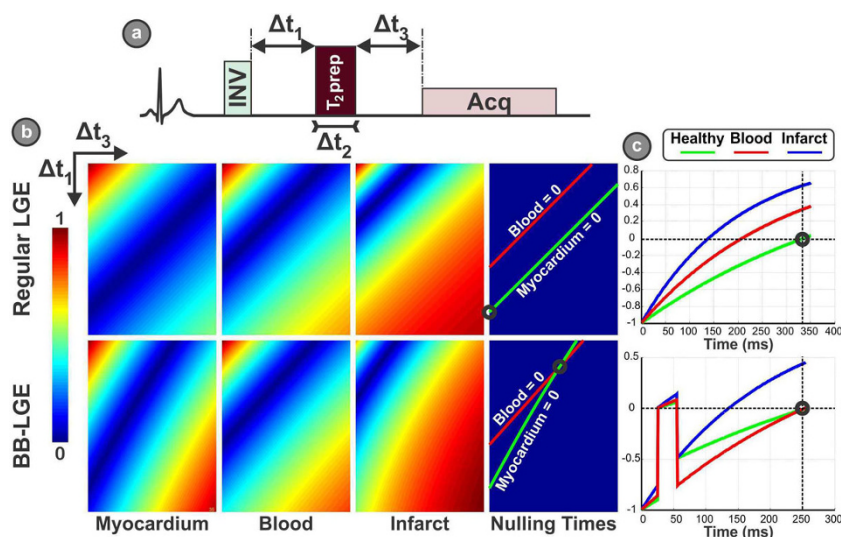 a
Δt1
Δt3
INV
T2prep
Acq
Δt2
b
Δt3
Δt1
1
0
Regular LGE
BB-LGE
Blood = 0
Myocardium = 0
Blood = 0
Myocardium = 0
Myocardium
Blood
Infarct
Nulling Times
c
Healthy Blood Infarct
0.8
0.6
0.4
0.2
0
-0.2
-0.4
-0.6
-0.8
-1
0 50 100 150 200 250 300 350 400
Time (ms)
0.5
0
-0.5
-1
0 50 100 150 200 250 300
Time (ms)